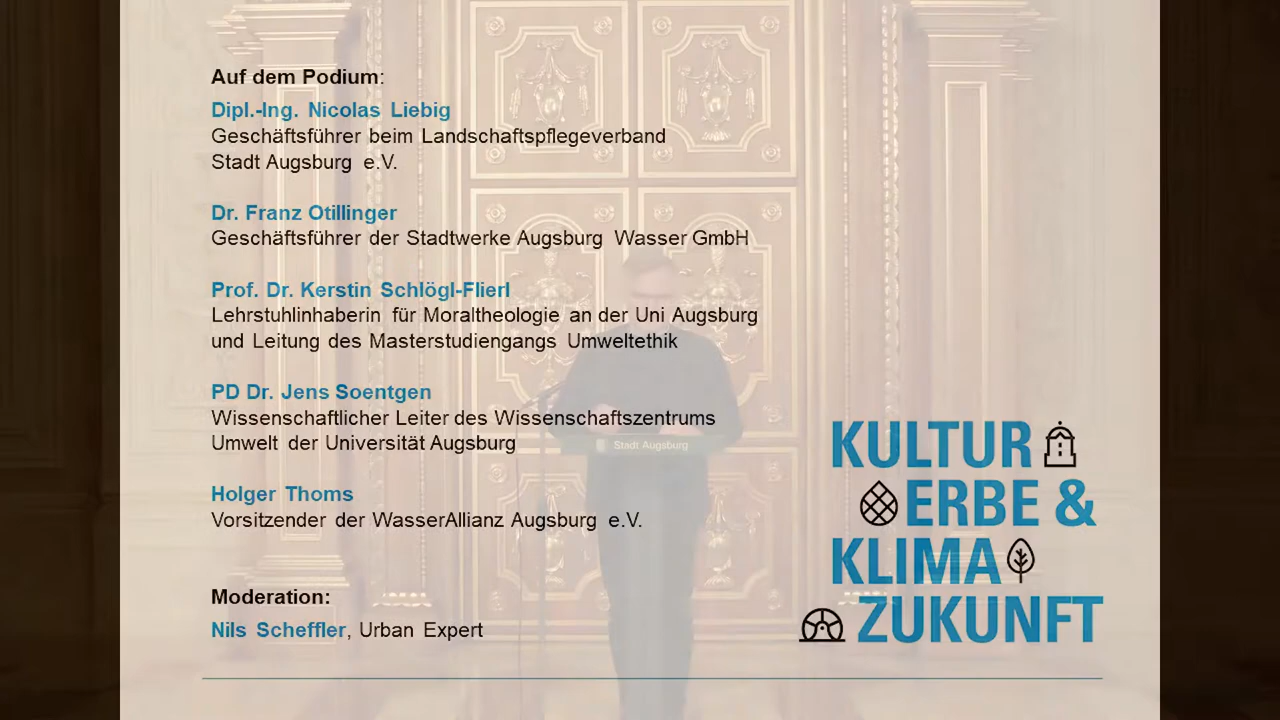 Auf dem Podium:
Dipl.-Ing. Nicolas Liebig
Geschäftsführer beim Landschaftspflegeverband
Stadt Augsburg e.V.
Dr. Franz Otillinger
Geschäftsführer der Stadtwerke Augsburg Wasser GmbH
Prof. Dr. Kerstin Schlögl-Flierl
Lehrstuhlinhaberin für Moraltheologie an der Uni Augsburg
und Leitung des Masterstudiengangs Umweltethik
PD Dr. Jens Soentgen
Wissenschaftlicher Leiter des Wissenschaftszentrums
Umwelt der Universität Augsburg
Holger Thoms
Vorsitzender der WasserAllianz Augsburg e.V.
Moderation:
Nils Scheffler, Urban Expert
Stadt Augsburg
KULTUR
ERBE &
KLIMA
ZUKUNFT